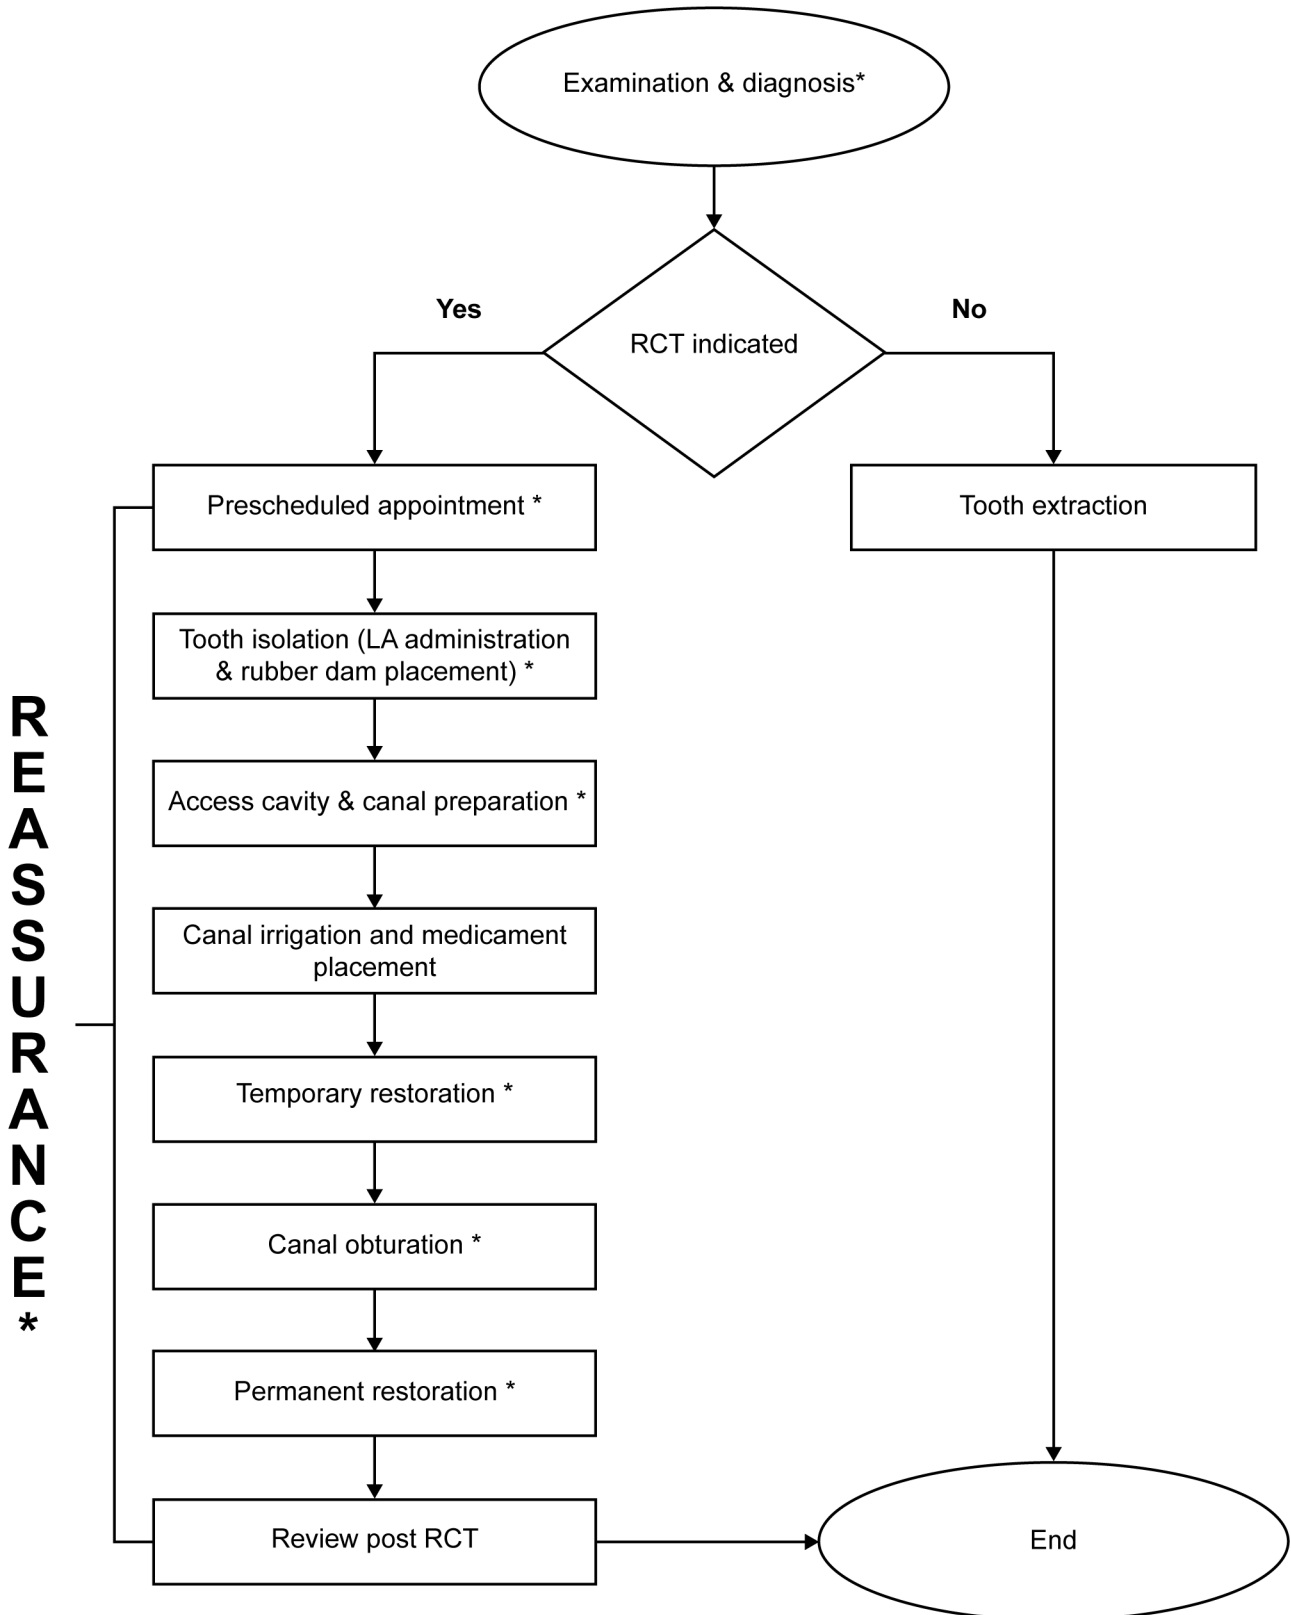 Examination & diagnosis*
RCT indicated
Yes
No
Prescheduled appointment *
Tooth extraction
Tooth isolation (LA administration
& rubber dam placement) *
Access cavity & canal preparation *
Canal irrigation and medicament
placement
Temporary restoration *
Canal obturation *
Permanent restoration *
Review post RCT
End
REASSURANCE*